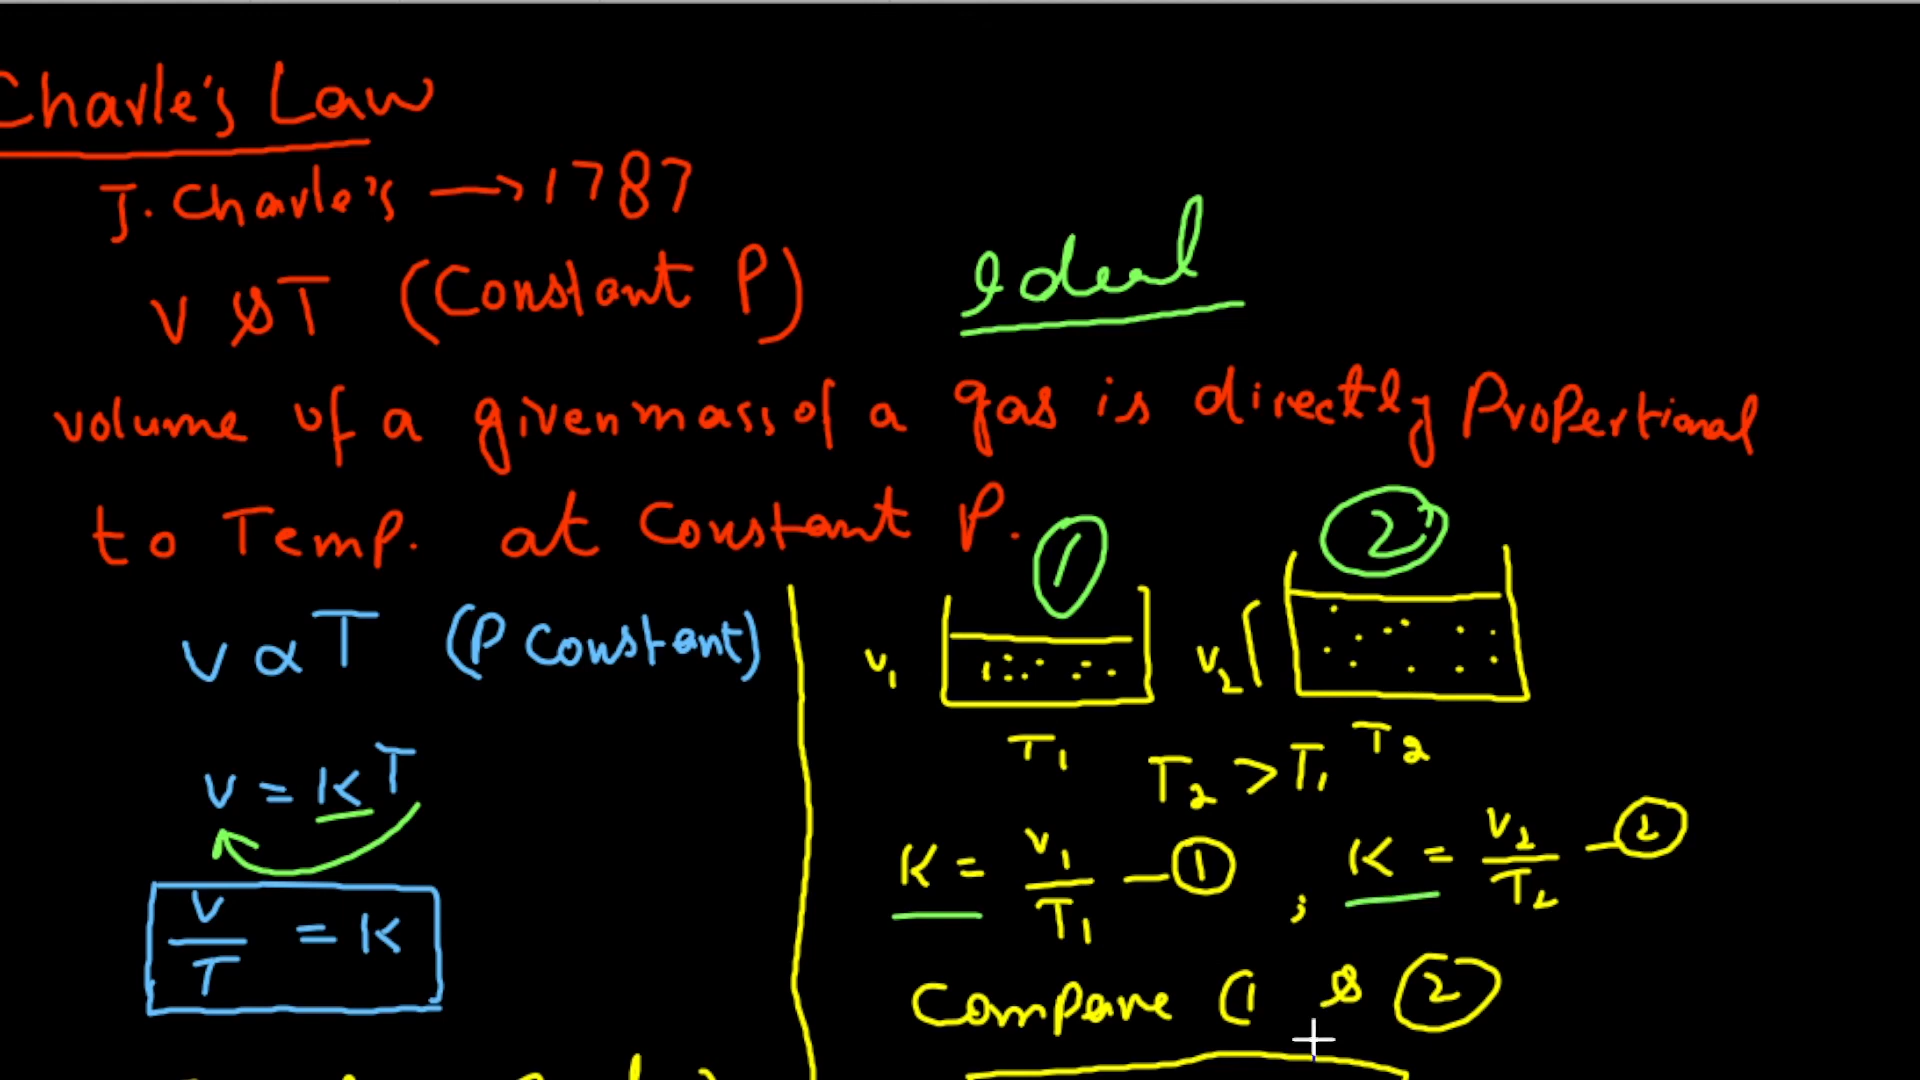 Charle's Law
J. Charle's → 1787
V & T (Constant P)
Ideal
volume of a given mass of a gas is directly Propertional
to Temp. at Constant P.
1
2
V ∝ T (P Constant)
V₁
V₂
T₁
T₂
T₂ > T₁
V = KT
V/T = K
K = V₁/T₁ – ①
; K = V₂/T₂ – ②
Compare (1 & ②